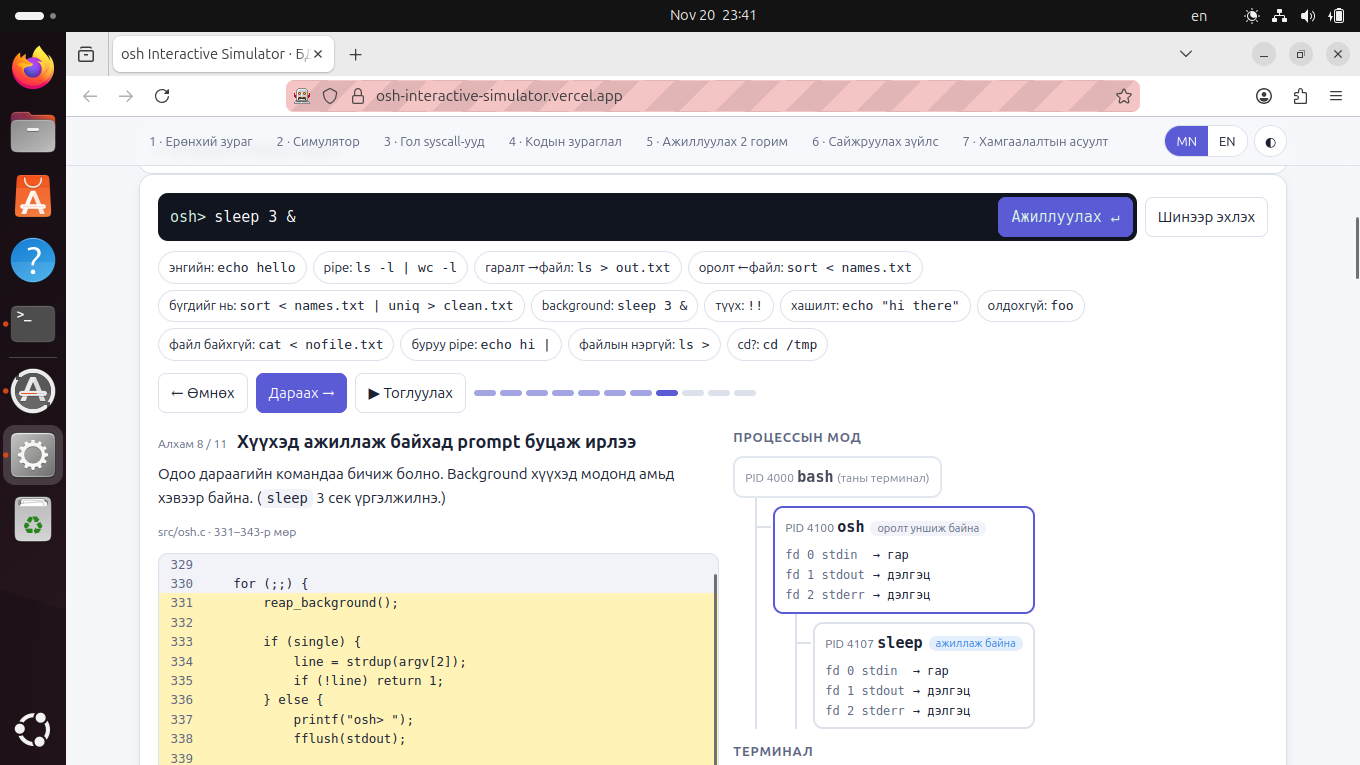 Nov 20 23:41
en
osh Interactive Simulator · БД
osh-interactive-simulator.vercel.app
1 · Ерөнхий зураг
2 · Симулятор
3 · Гол syscall-ууд
4 · Кодын зураглал
5 · Ажиллуулах 2 горим
6 · Сайжруулах зүйлс
7 · Хамгаалалтын асуулт
MN
EN
osh> sleep 3 &
Ажиллуулах ↵
Шинээр эхлэх
энгийн: echo hello
pipe: ls -l | wc -l
гаралт →файл: ls > out.txt
оролт ←файл: sort < names.txt
бүгдийг нь: sort < names.txt | uniq > clean.txt
background: sleep 3 &
түүх: !!
хашилт: echo "hi there"
олдохгүй: foo
файл байхгүй: cat < nofile.txt
буруу pipe: echo hi |
файлын нэргүй: ls >
cd?: cd /tmp
← Өмнөх
Дараах →
▶ Тоглуулах
Алхам 8 / 11 Хүүхэд ажиллаж байхад prompt буцаж ирлээ
Одоо дараагийн командаа бичиж болно. Background хүүхэд модонд амьд
хэвээр байна. ( sleep 3 сек үргэлжилнэ.)
src/osh.c · 331–343-р мөр
329
330 for (;;) {
331 reap_background();
332
333 if (single) {
334 line = strdup(argv[2]);
335 if (!line) return 1;
336 } else {
337 printf("osh> ");
338 fflush(stdout);
339
ПРОЦЕССЫН МОД
PID 4000 bash (таны терминал)
PID 4100 osh оролт уншиж байна
fd 0 stdin → гар
fd 1 stdout → дэлгэц
fd 2 stderr → дэлгэц
PID 4107 sleep ажиллаж байна
fd 0 stdin → гар
fd 1 stdout → дэлгэц
fd 2 stderr → дэлгэц
ТЕРМИНАЛ